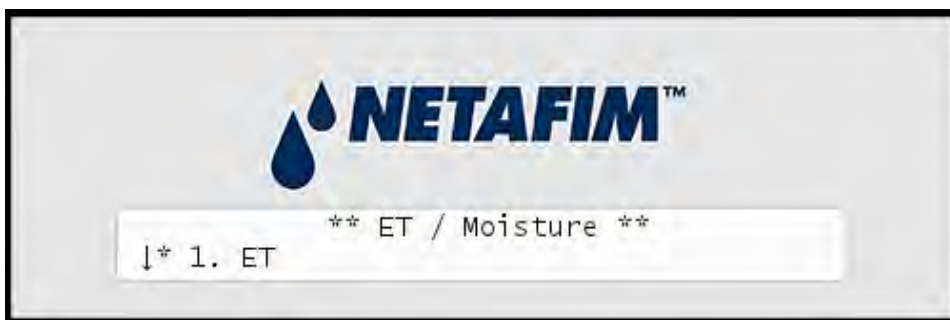 NETAFIM™
** ET / Moisture **
↓* 1. ET